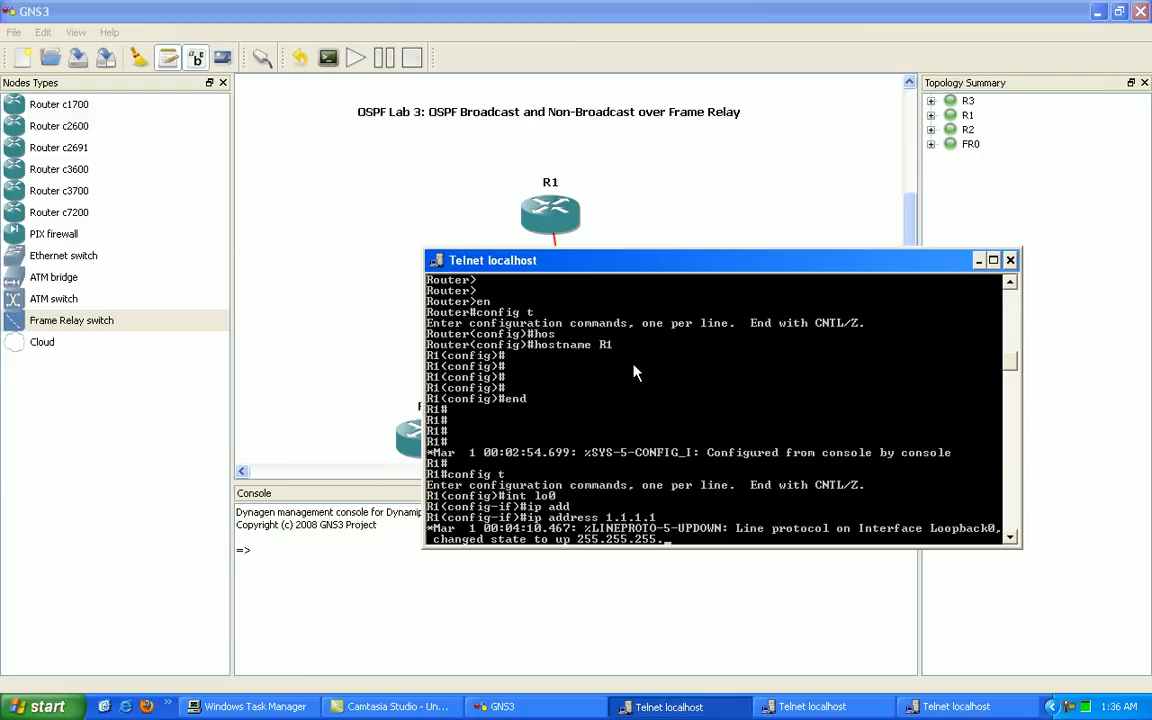 GNS3
File Edit View Help
Nodes Types
Router c1700
Router c2600
Router c2691
Router c3600
Router c3700
Router c7200
PIX firewall
Ethernet switch
ATM bridge
ATM switch
Frame Relay switch
Cloud
OSPF Lab 3: OSPF Broadcast and Non-Broadcast over Frame Relay
R1
Topology Summary
R3
R1
R2
FR0
Telnet localhost
Router>
Router>
Router>en
Router#config t
Enter configuration commands, one per line.  End with CNTL/Z.
Router(config)#hos
Router(config)#hostname R1
R1(config)#
R1(config)#
R1(config)#
R1(config)#
R1(config)#end
R1#
R1#
R1#
R1#
*Mar  1 00:02:54.699: %SYS-5-CONFIG_I: Configured from console by console
R1#
R1#config t
Enter configuration commands, one per line.  End with CNTL/Z.
R1(config)#int lo0
R1(config-if)#ip add
R1(config-if)#ip address 1.1.1.1
*Mar  1 00:04:10.467: %LINEPROTO-5-UPDOWN: Line protocol on Interface Loopback0,
changed state to up 255.255.255._
Console
Dynagen management console for Dynamip
Copyright (c) 2008 GNS3 Project
=>
start
Windows Task Manager
Camtasia Studio - Un...
GNS3
Telnet localhost
Telnet localhost
Telnet localhost
1:36 AM